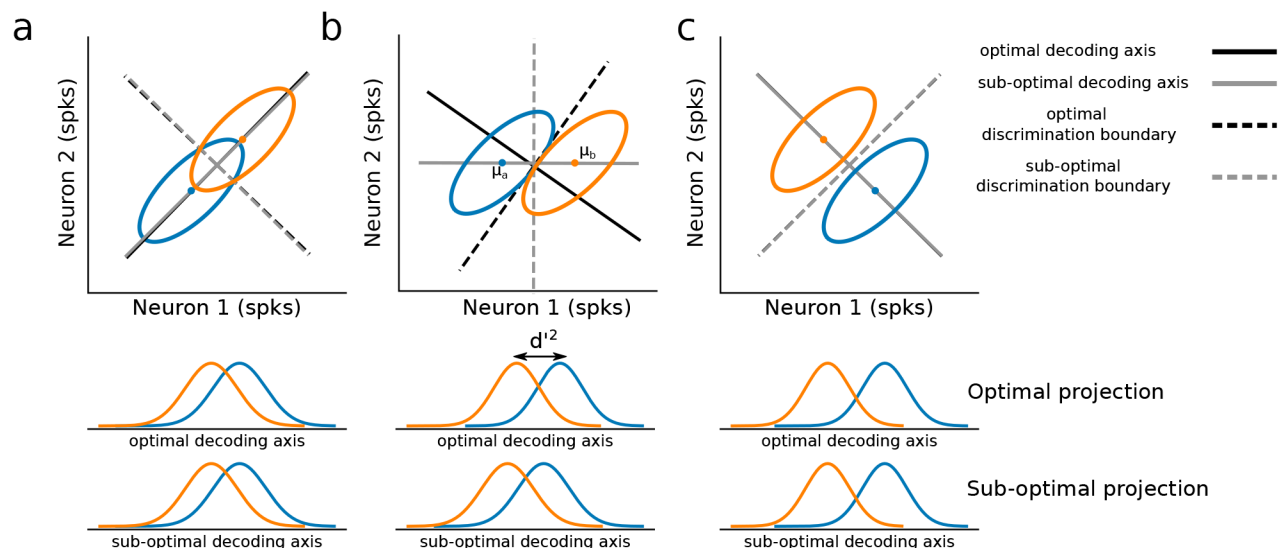 a
b
c
Neuron 2 (spks)
Neuron 1 (spks)
Neuron 2 (spks)
μa
μb
Neuron 1 (spks)
Neuron 2 (spks)
Neuron 1 (spks)
optimal decoding axis
sub-optimal decoding axis
optimal
discrimination boundary
sub-optimal
discrimination boundary
d'²
optimal decoding axis
optimal decoding axis
optimal decoding axis
Optimal projection
sub-optimal decoding axis
sub-optimal decoding axis
sub-optimal decoding axis
Sub-optimal projection